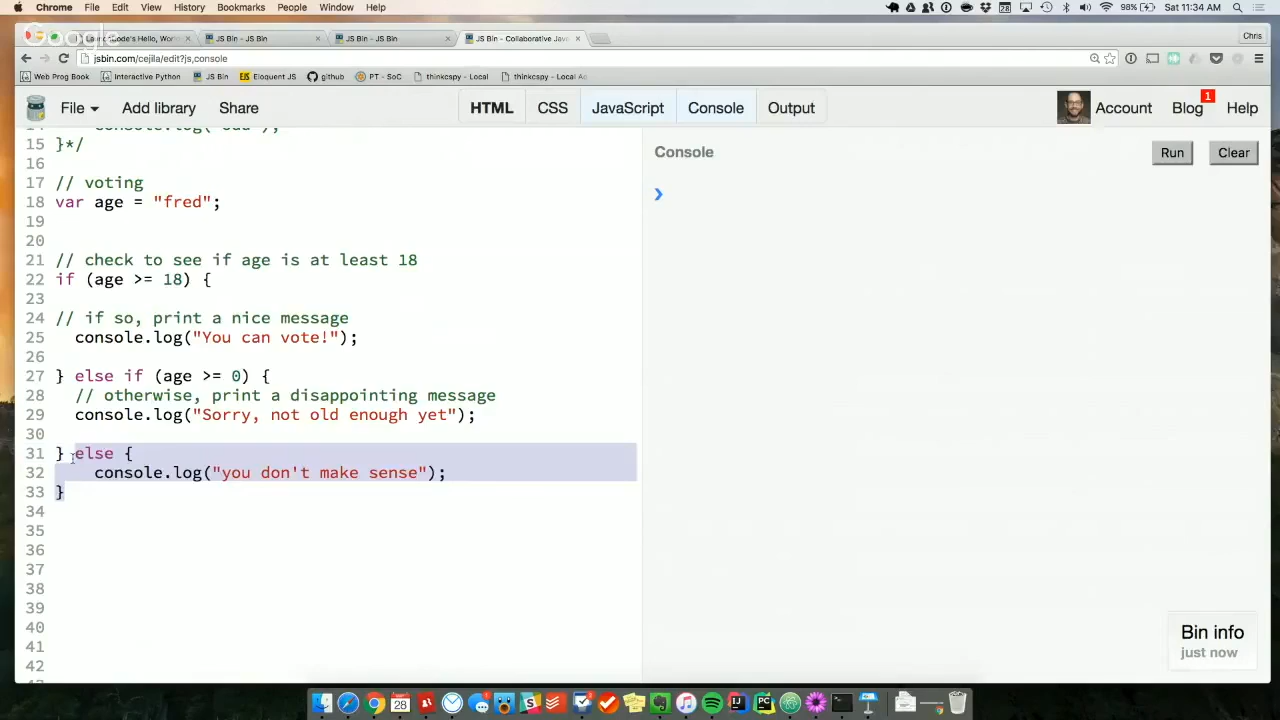 Chrome File Edit View History Bookmarks People Window Help 98% Sat 11:34 AM
Google
JS Bin - JS Bin JS Bin - JS Bin JS Bin - Collaborative Jav Chris
jsbin.com/cejila/edit?js,console
Web Prog Book Interactive Python JS Bin Eloquent JS github PT - SoC thinkcspy - Local thinkcspy - Local Ac
File Add library Share HTML CSS JavaScript Console Output Account Blog 1 Help
15 }*/
16
17 // voting
18 var age = "fred";
19
20
21 // check to see if age is at least 18
22 if (age >= 18) {
23
24 // if so, print a nice message
25 console.log("You can vote!");
26
27 } else if (age >= 0) {
28 // otherwise, print a disappointing message
29 console.log("Sorry, not old enough yet");
30
31 } else {
32 console.log("you don't make sense");
33 }
34
35
36
37
38
39
40
41
42
Console Run Clear
Bin info
just now